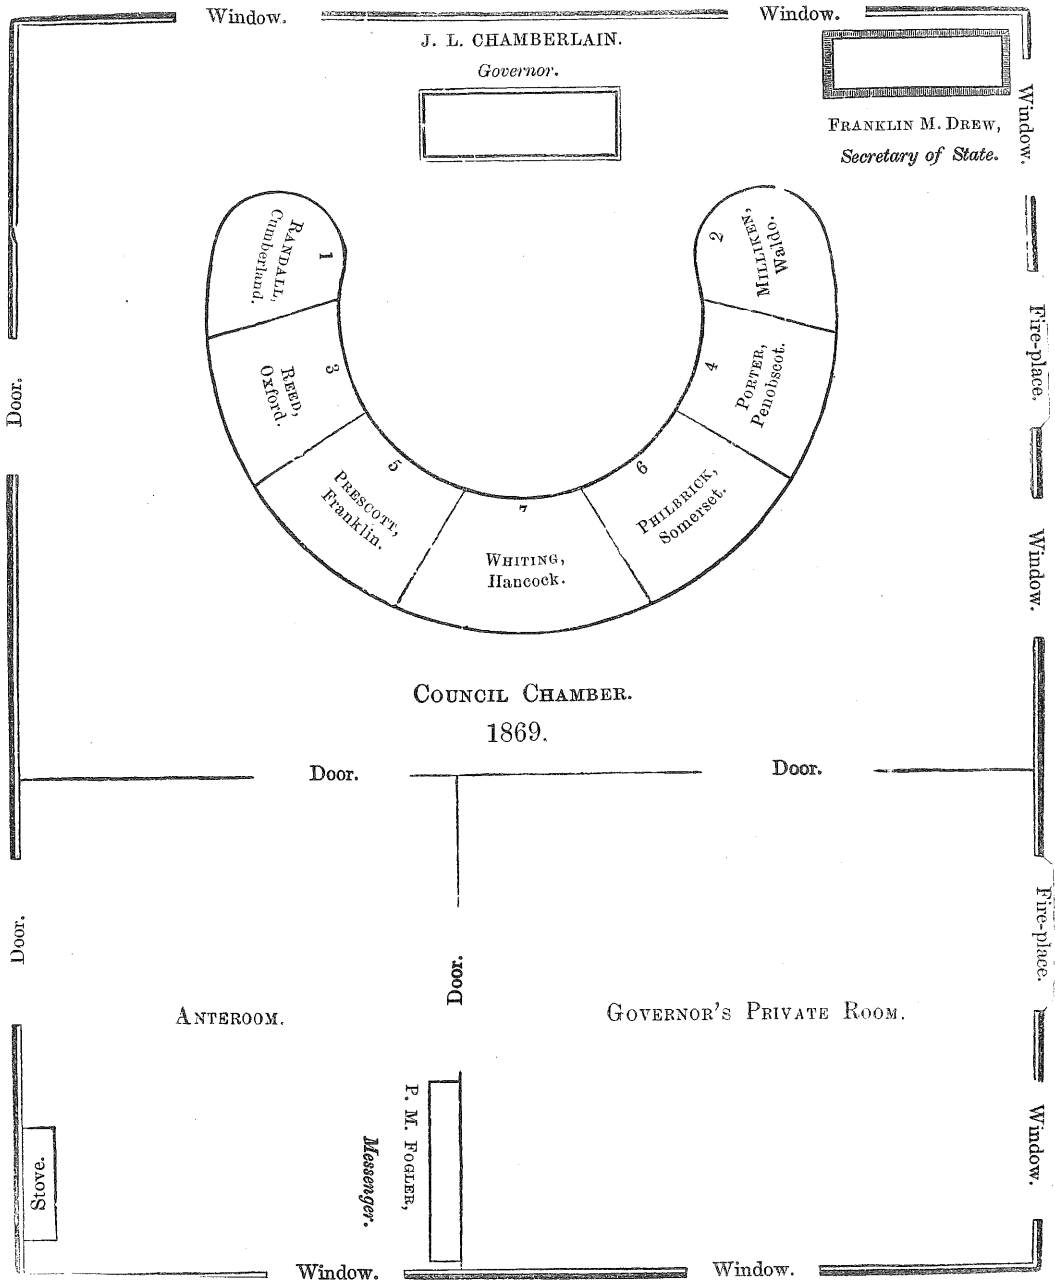 Window.
Window.
J. L. CHAMBERLAIN.
Governor.
FRANKLIN M. DREW,
Secretary of State.
Window.
1
RANDALL,
Cumberland.
2
MILLIKEN,
Waldo.
3
REED,
Oxford.
4
PORTER,
Penobscot.
5
PRESCOTT,
Franklin.
6
PHILBRICK,
Somerset.
7
WHITING,
Hancock.
Door.
Fire-place.
Window.
COUNCIL CHAMBER.
1869.
Door.
Door.
Door.
Door.
Fire-place.
ANTEROOM.
GOVERNOR'S PRIVATE ROOM.
P. M. FOGLER,
Messenger.
Stove.
Window.
Window.
Window.